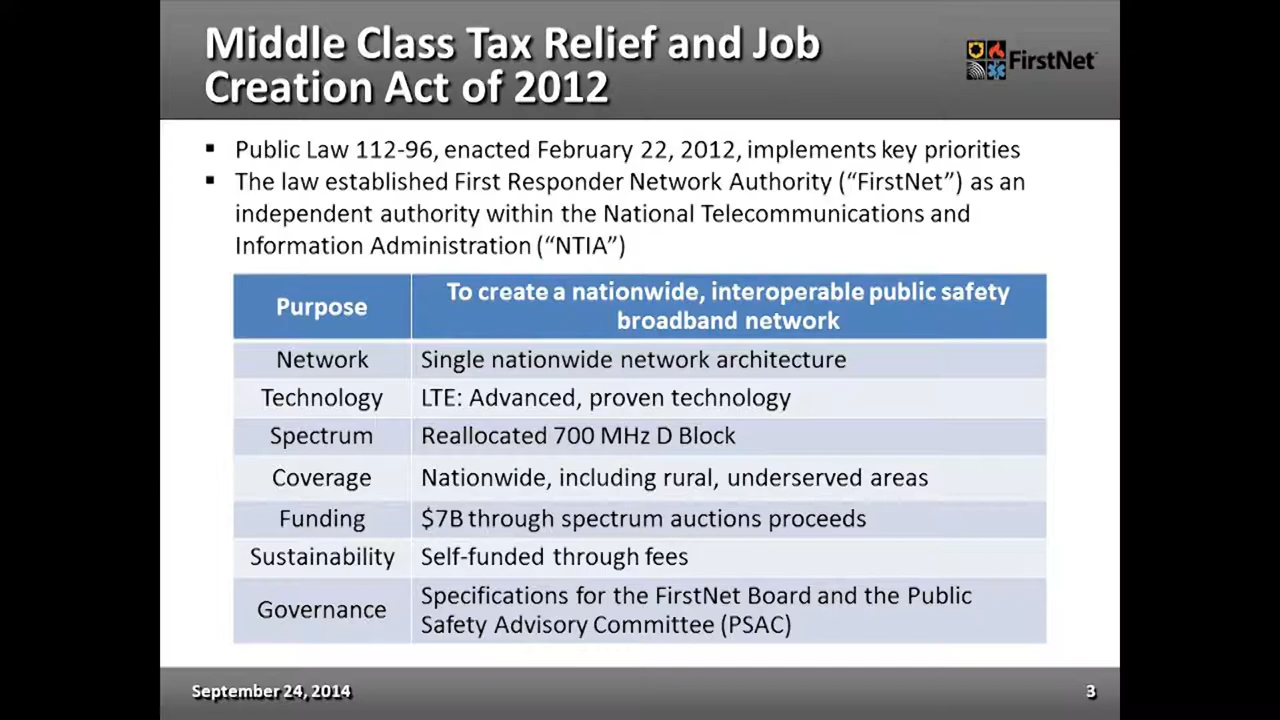 Middle Class Tax Relief and Job
Creation Act of 2012
FirstNet™
▪ Public Law 112-96, enacted February 22, 2012, implements key priorities
▪ The law established First Responder Network Authority (“FirstNet”) as an
independent authority within the National Telecommunications and
Information Administration (“NTIA”)
Purpose
To create a nationwide, interoperable public safety
broadband network
Network
Single nationwide network architecture
Technology
LTE: Advanced, proven technology
Spectrum
Reallocated 700 MHz D Block
Coverage
Nationwide, including rural, underserved areas
Funding
$7B through spectrum auctions proceeds
Sustainability
Self-funded through fees
Governance
Specifications for the FirstNet Board and the Public
Safety Advisory Committee (PSAC)
September 24, 2014
3